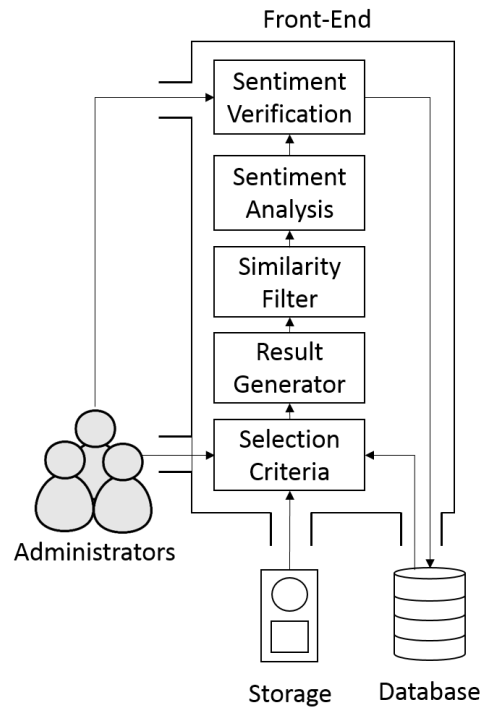 Front-End
Sentiment
Verification
Sentiment
Analysis
Similarity
Filter
Result
Generator
Selection
Criteria
Administrators
Storage
Database